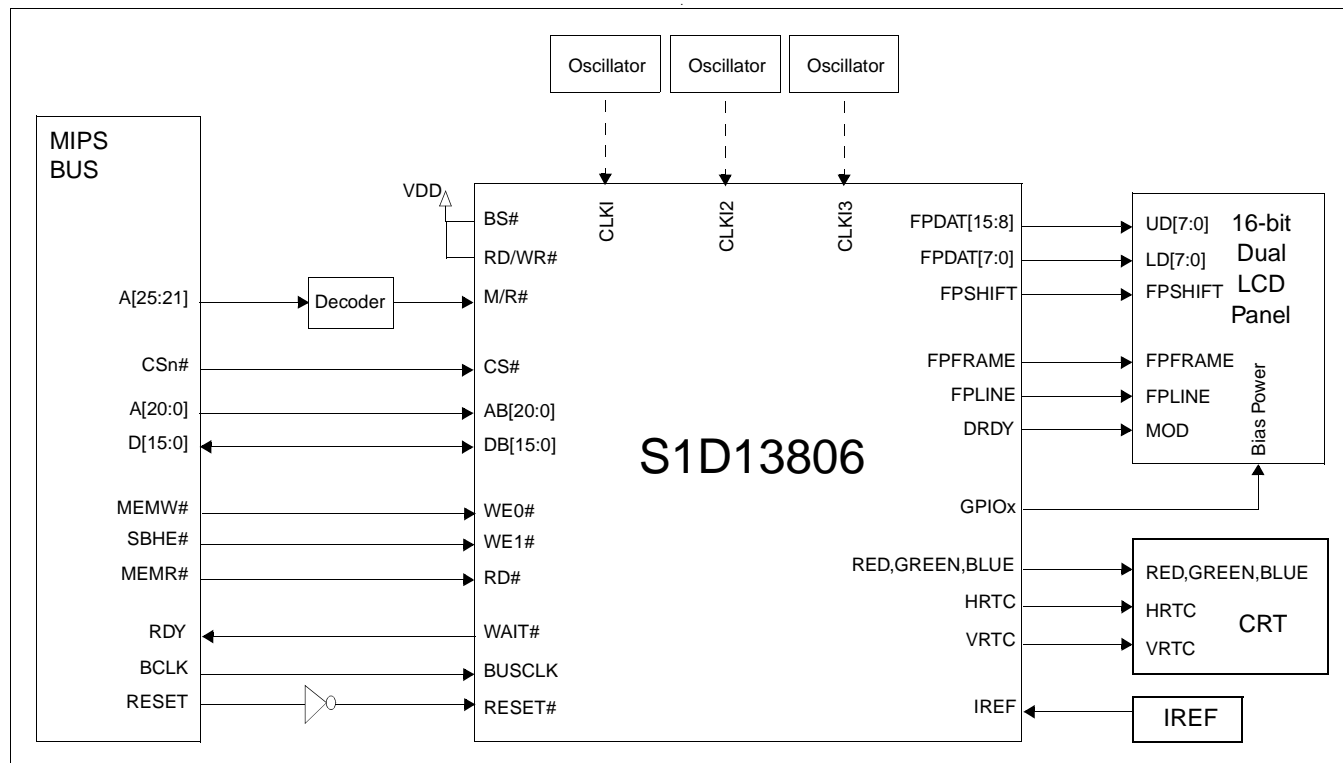 Oscillator
Oscillator
Oscillator
MIPS
BUS
A[25:21]
CSn#
A[20:0]
D[15:0]
MEMW#
SBHE#
MEMR#
RDY
BCLK
RESET
VDD
Decoder
CLKI
CLKI2
CLKI3
BS#
RD/WR#
M/R#
CS#
AB[20:0]
DB[15:0]
WE0#
WE1#
RD#
WAIT#
BUSCLK
RESET#
S1D13806
FPDAT[15:8]
FPDAT[7:0]
FPSHIFT
FPFRAME
FPLINE
DRDY
GPIOx
RED,GREEN,BLUE
HRTC
VRTC
IREF
UD[7:0]
LD[7:0]
FPSHIFT
FPFRAME
FPLINE
MOD
16-bit
Dual
LCD
Panel
Bias Power
RED,GREEN,BLUE
HRTC
VRTC
CRT
IREF